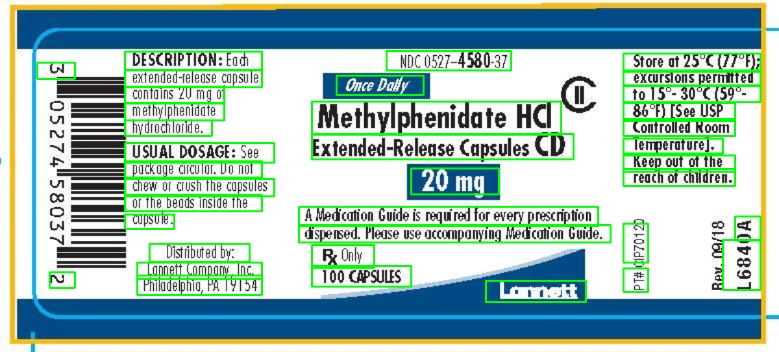 3 05274 58037 2
DESCRIPTION: Each
extended-release capsule
contains 20 mg of
methylphenidate
hydrochloride.
USUAL DOSAGE: See
package circular. Do not
chew or crush the capsules
or the beads inside the
capsule.
Distributed by:
Lannett Company, Inc.
Philadelphia, PA 19154
NDC 0527-4580-37
Once Daily
CII
Methylphenidate HCl
Extended-Release Capsules CD
20 mg
A Medication Guide is required for every prescription
dispensed. Please use accompanying Medication Guide.
Rx Only
100 CAPSULES
Lannett
Store at 25°C (77°F);
excursions permitted
to 15°- 30°C (59°-
86°F) [See USP
Controlled Room
Temperature].
Keep out of the
reach of children.
PT# CIP70120
Rev. 09/18
L6840A